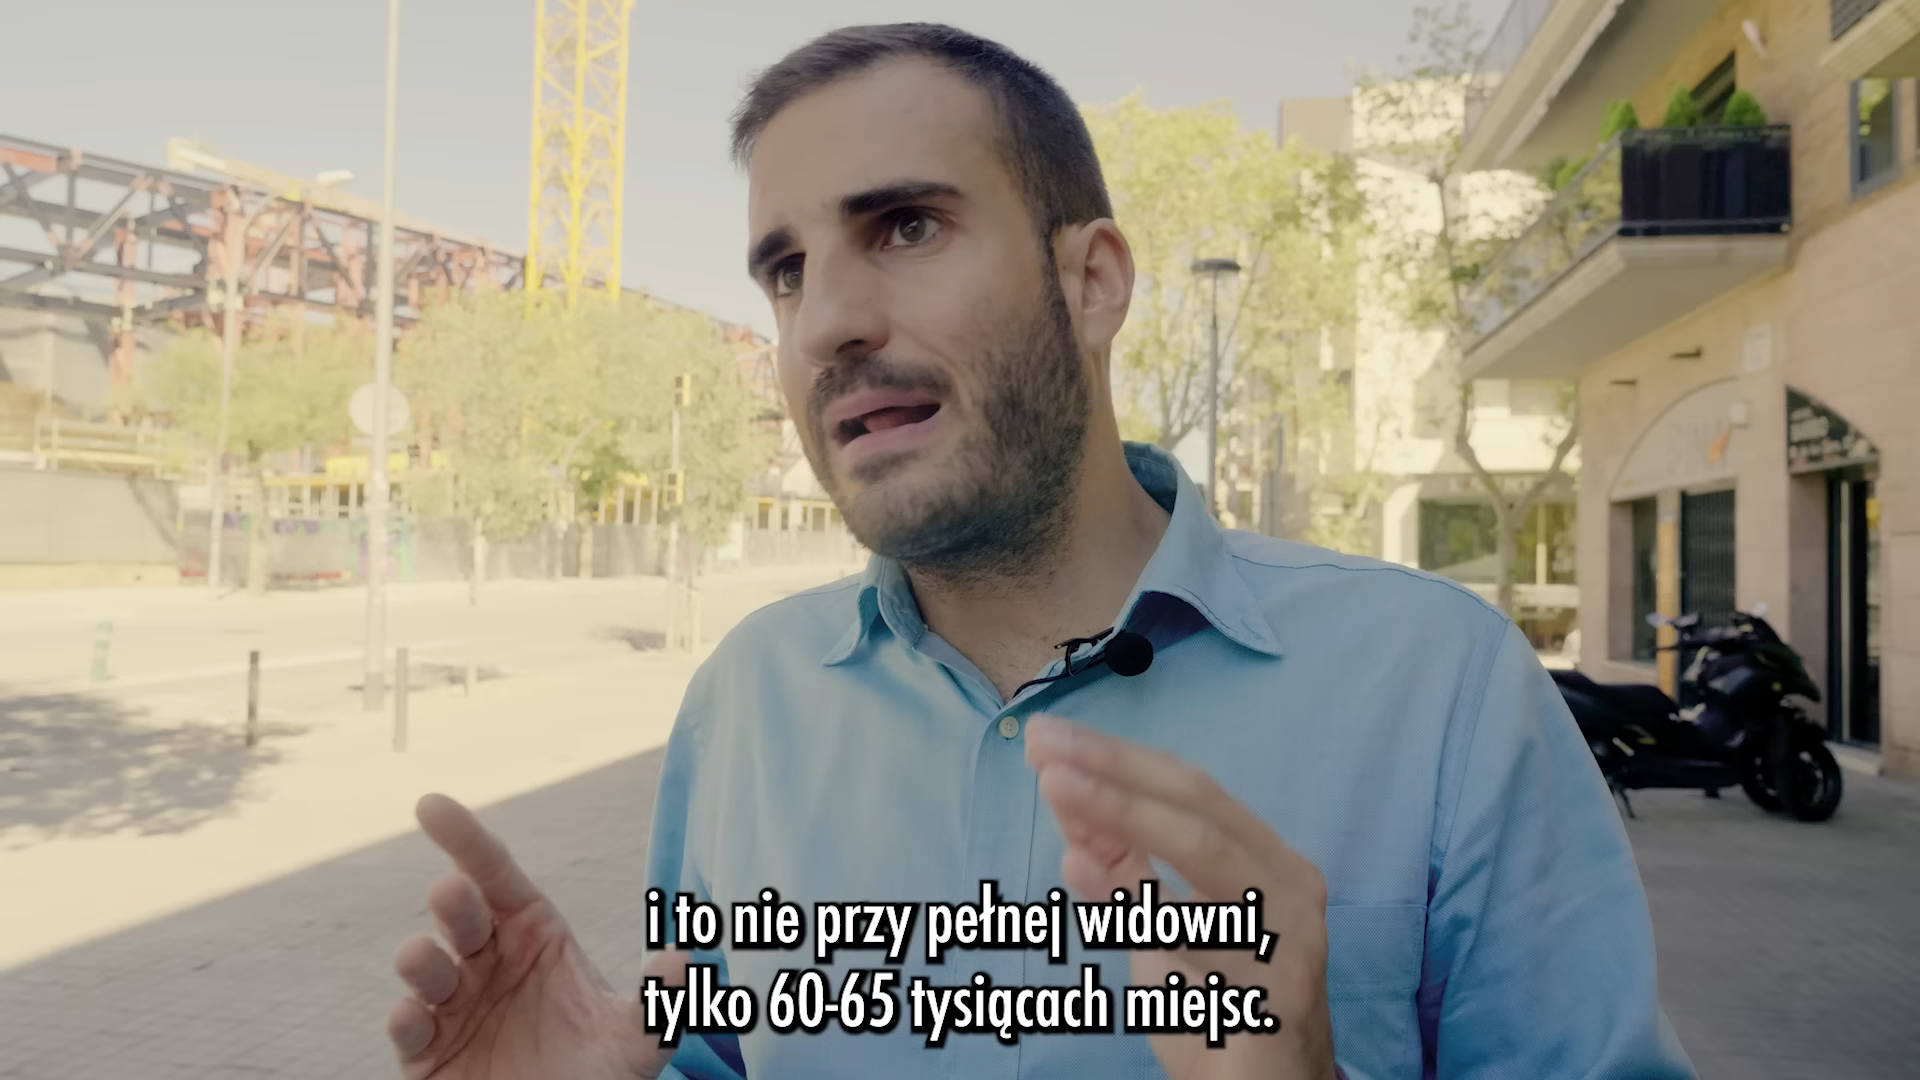 i to nie przy pełnej widowni,
tylko 60-65 tysiącach miejsc.